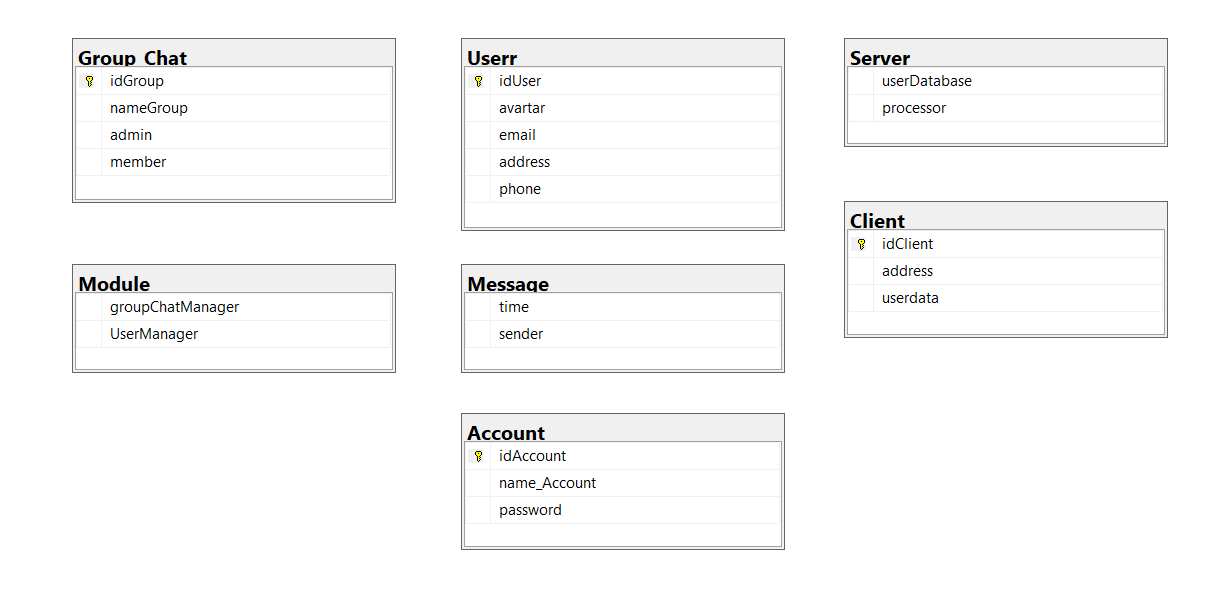 Group_Chat
idGroup
nameGroup
admin
member
Userr
idUser
avartar
email
address
phone
Server
userDatabase
processor
Client
idClient
address
userdata
Module
groupChatManager
UserManager
Message
time
sender
Account
idAccount
name_Account
password